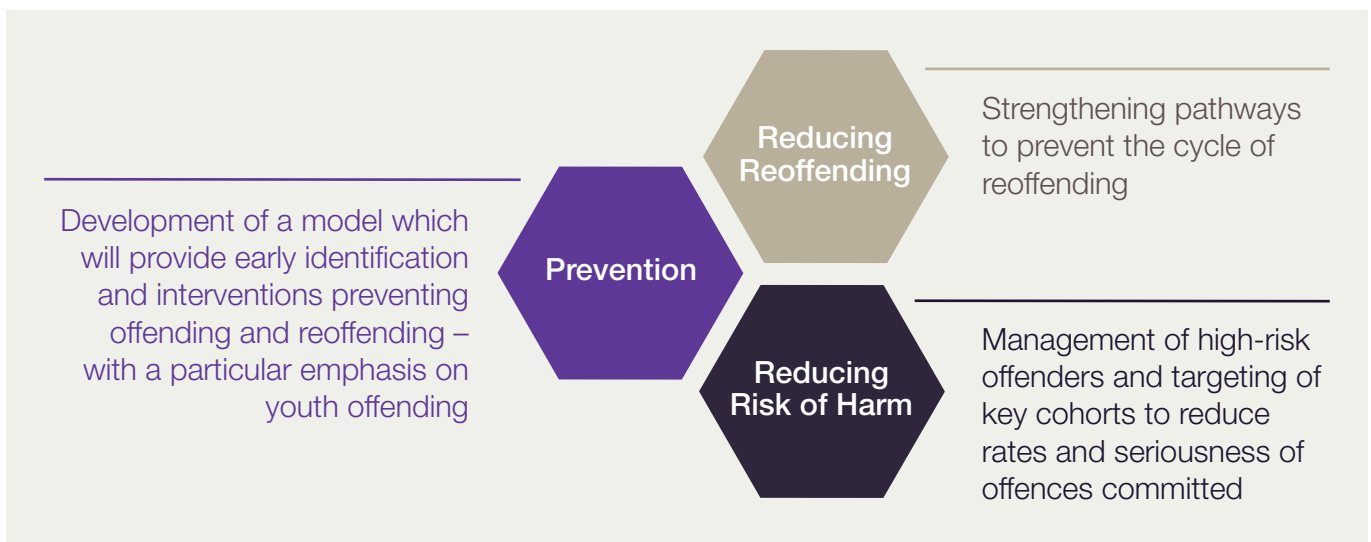 Prevention
Development of a model which
will provide early identification
and interventions preventing
offending and reoffending –
with a particular emphasis on
youth offending
Reducing
Reoffending
Strengthening pathways
to prevent the cycle of
reoffending
Reducing
Risk of Harm
Management of high-risk
offenders and targeting of
key cohorts to reduce
rates and seriousness of
offences committed